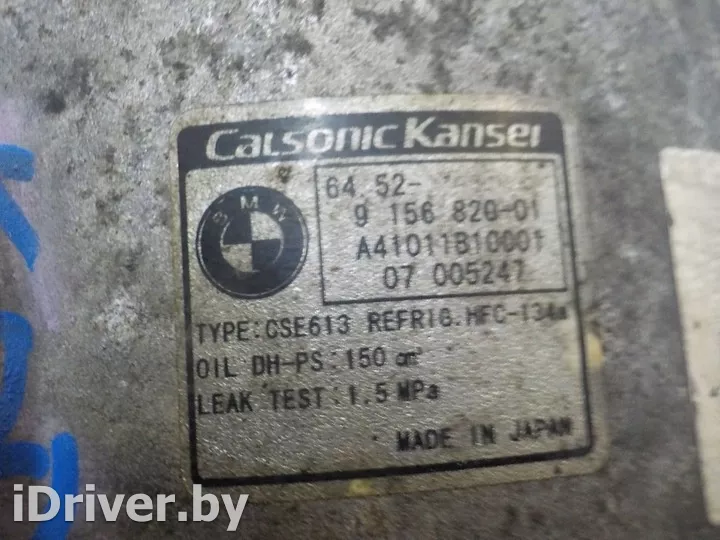 Calsonic Kansei
BMW
64 52-
9 156 820-01
A41011B10001
07 005247
TYPE:CSE613 REFRIG.HFC-134a
OIL DH-PS:150 cm³
LEAK TEST:1.5 MPa
MADE IN JAPAN
iDriver.by